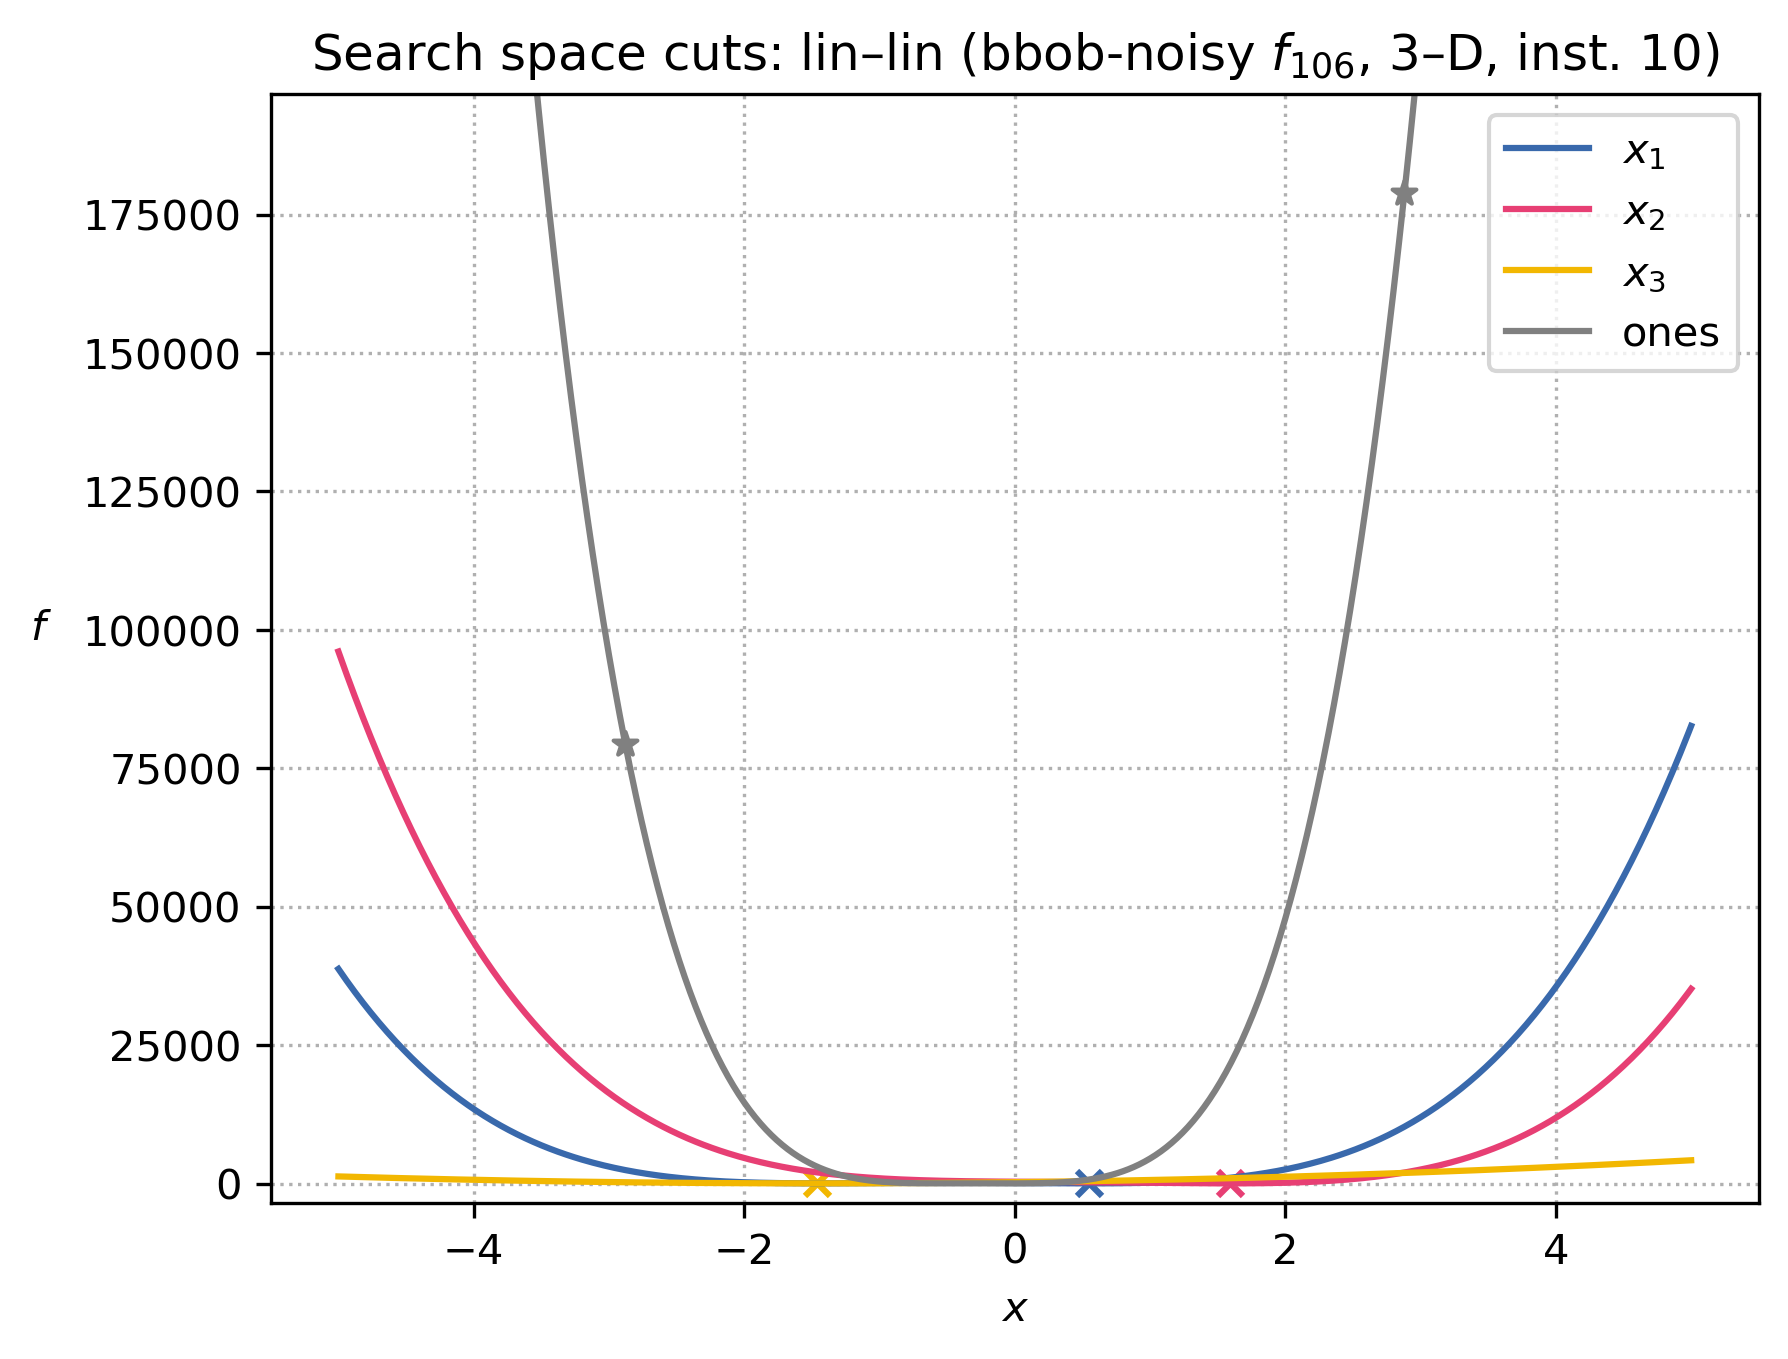 Search space cuts: lin–lin (bbob-noisy f₁₀₆, 3–D, inst. 10)
x₁
x₂
x₃
ones
175000
150000
125000
100000
75000
50000
25000
0
f
−4 −2 0 2 4
x